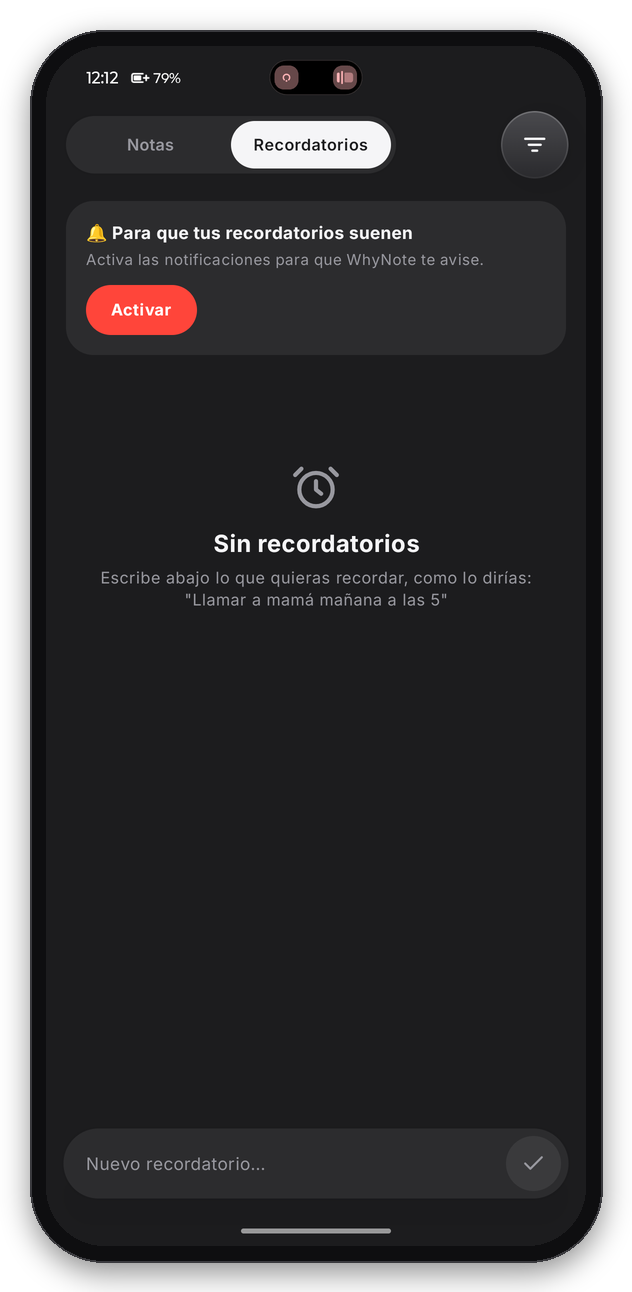 12:12 79%
Notas
Recordatorios
🔔 Para que tus recordatorios suenen
Activa las notificaciones para que WhyNote te avise.
Activar
Sin recordatorios
Escribe abajo lo que quieras recordar, como lo dirías:
"Llamar a mamá mañana a las 5"
Nuevo recordatorio...